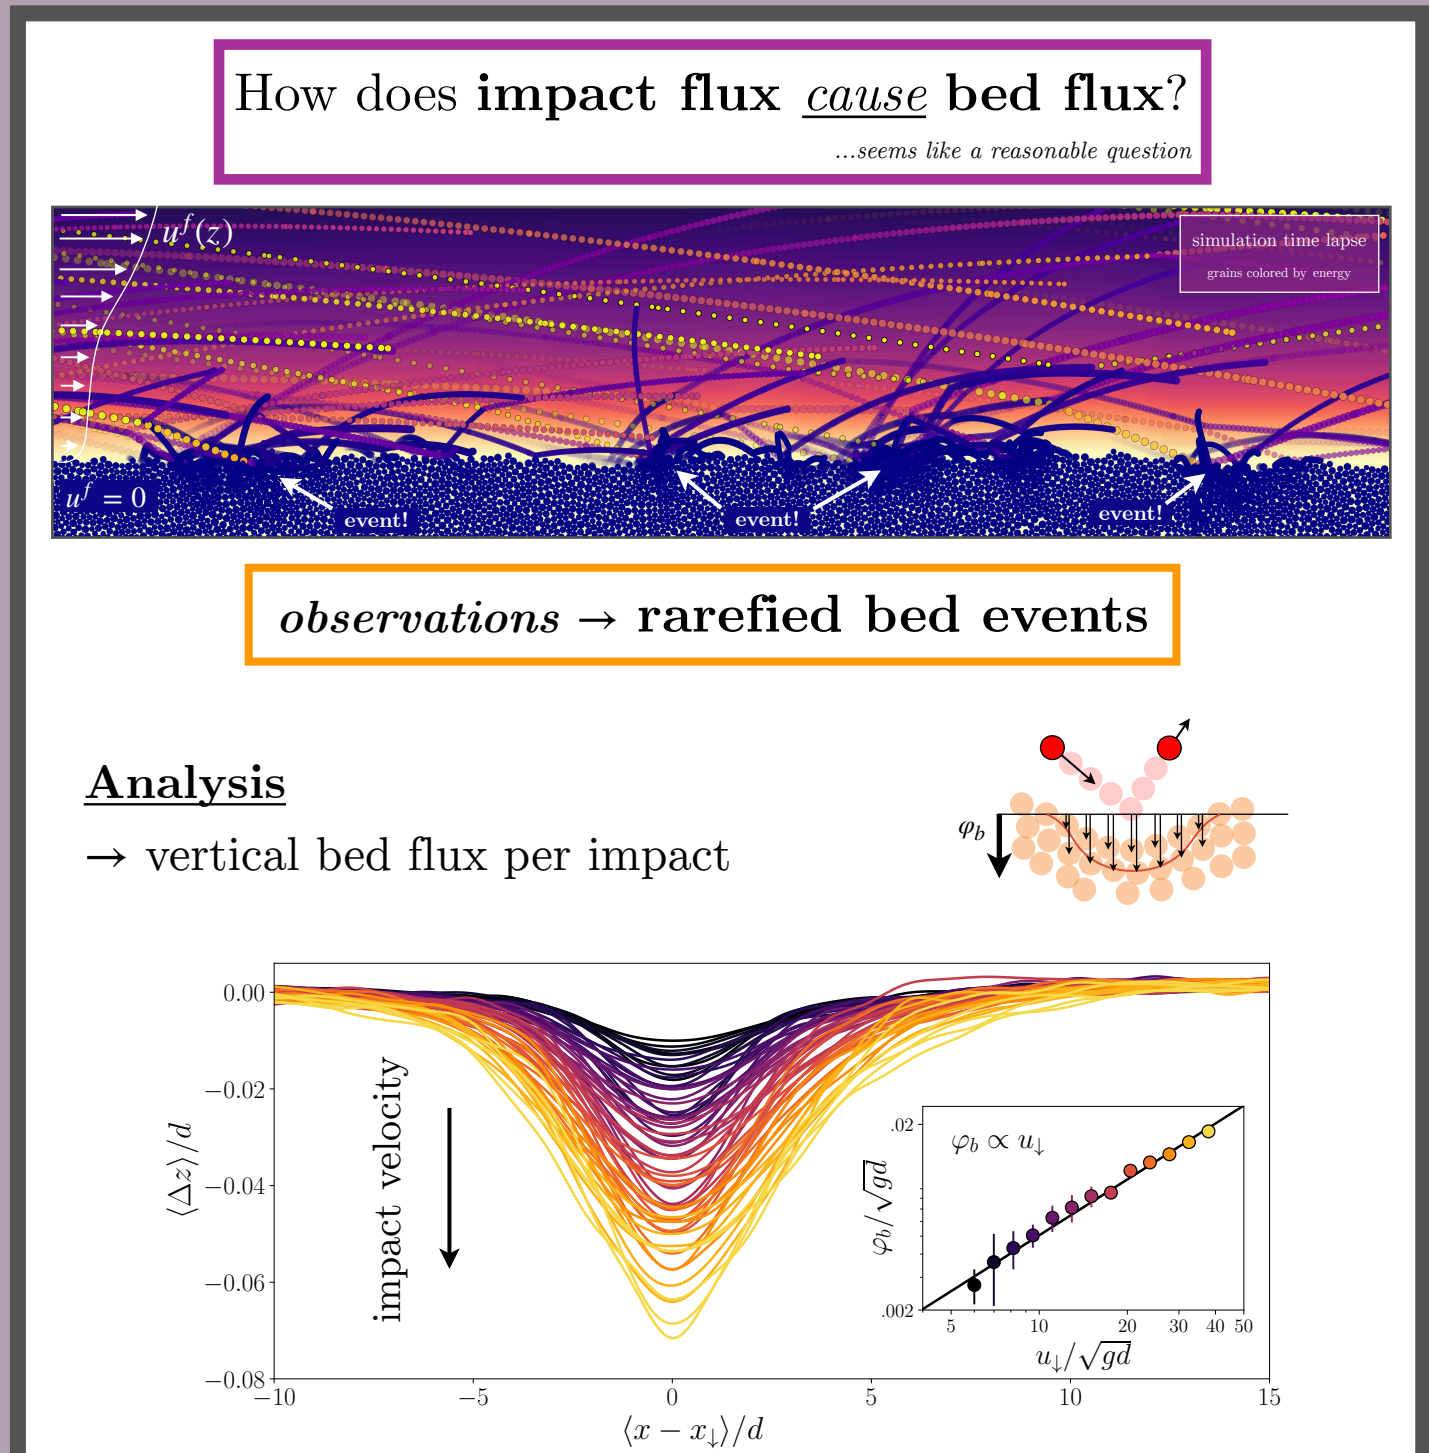 How does impact flux cause bed flux?
...seems like a reasonable question
u^f(z)
simulation time lapse
grains colored by energy
u^f = 0
event!
event!
event!
observations → rarefied bed events
Analysis
→ vertical bed flux per impact
φ_b
0.00
−0.02
−0.04
−0.06
−0.08
⟨Δz⟩/d
impact velocity
−10
−5
0
5
10
15
⟨x − x_↓⟩/d
φ_b ∝ u_↓
.02
.002
φ_b/√gd
5
10
20
30
40
50
u_↓/√gd